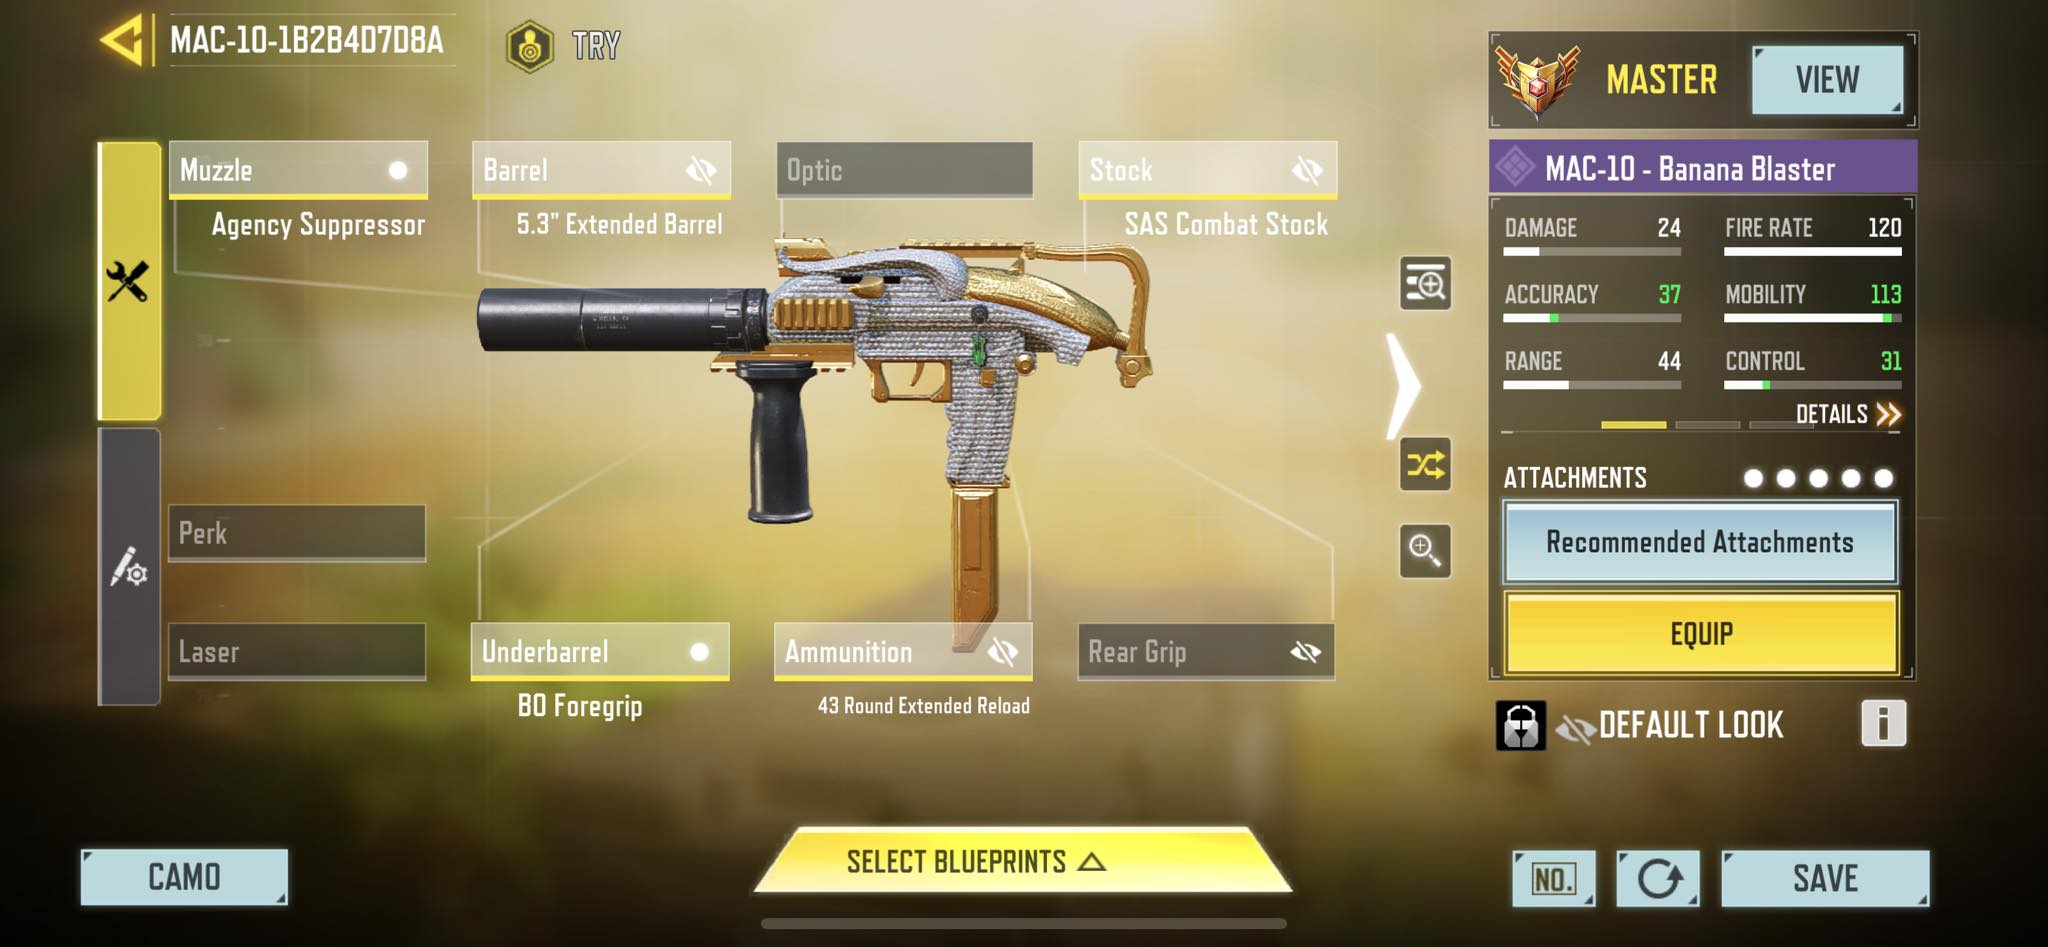 MAC-10-1B2B4D7D8A
TRY
MASTER
VIEW
Muzzle
Agency Suppressor
Barrel
5.3" Extended Barrel
Optic
Stock
SAS Combat Stock
MAC-10 - Banana Blaster
DAMAGE 24
FIRE RATE 120
ACCURACY 37
MOBILITY 113
RANGE 44
CONTROL 31
DETAILS
ATTACHMENTS
Recommended Attachments
EQUIP
DEFAULT LOOK
i
Perk
Laser
Underbarrel
BO Foregrip
Ammunition
43 Round Extended Reload
Rear Grip
CAMO
SELECT BLUEPRINTS
NO.
SAVE